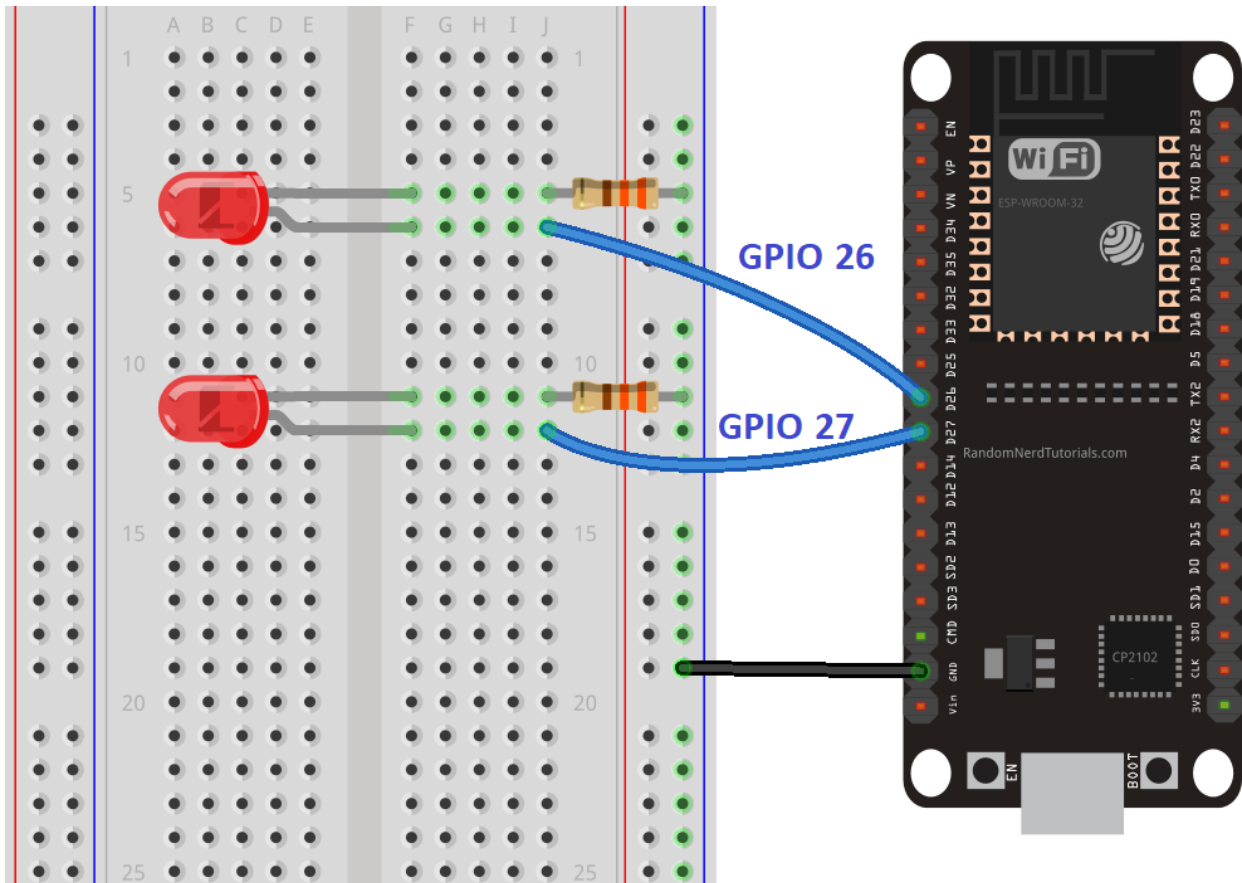 A B C D E F G H I J
1 1
5
10 10
15 15
20 20
25 25
GPIO 26
GPIO 27
WiFi
ESP-WROOM-32
RandomNerdTutorials.com
CP2102
EN
VP
VN
D34
D35
D32
D33
D25
D26
D27
D14
D12
D13
SD2
SD3
CMD
GND
Vin
D23
D22
TX0
RX0
D21
D19
D18
D5
TX2
RX2
D4
D2
D15
D0
SD1
SD0
CLK
3V3
EN
BOOT